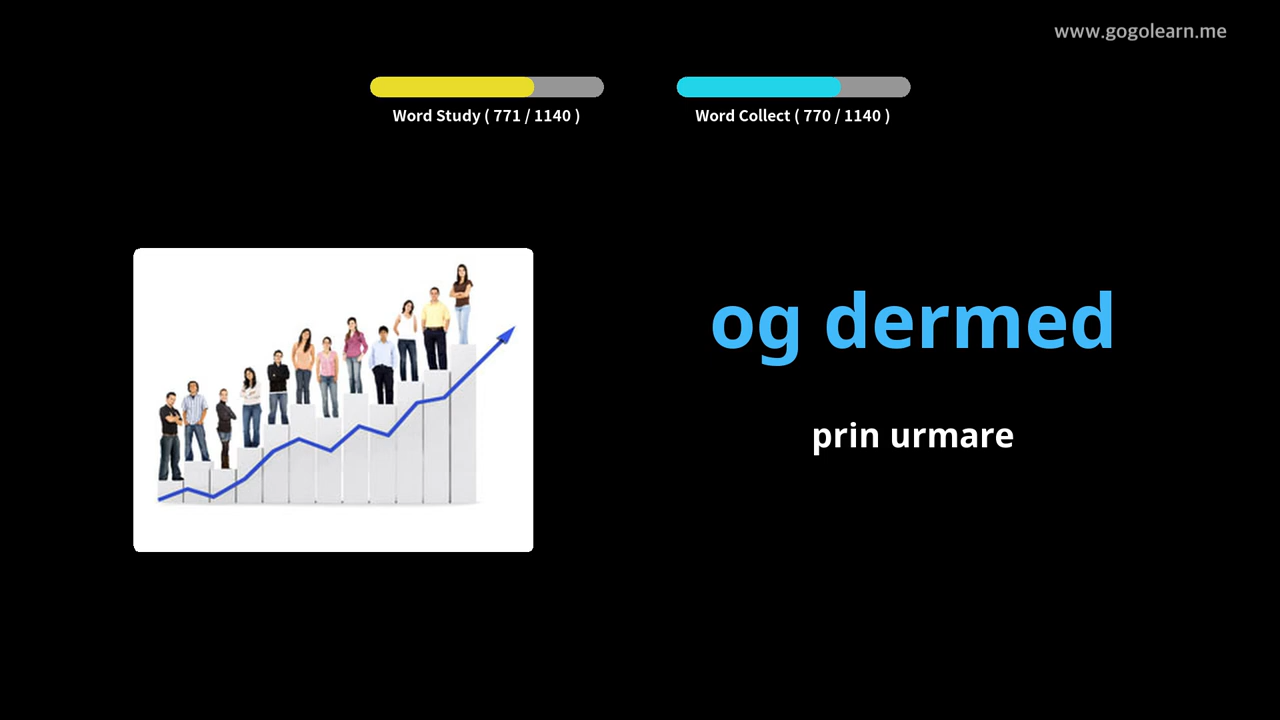 www.gogolearn.me
Word Study ( 771 / 1140 )
Word Collect ( 770 / 1140 )
og dermed
prin urmare